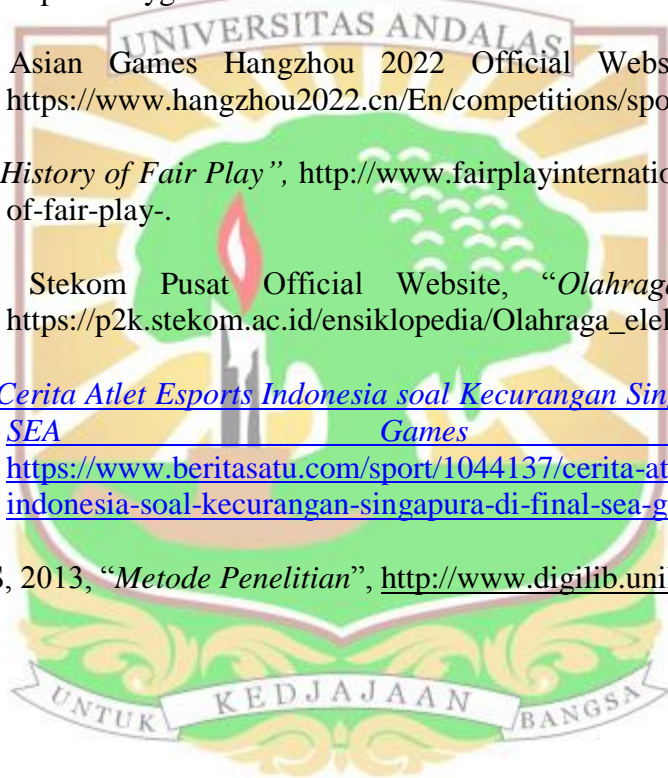 UNIVERSITAS ANDALAS
Asian Games Hangzhou 2022 Official Webs
https://www.hangzhou2022.cn/En/competitions/spo
History of Fair Play”, http://www.fairplayinternatio
of-fair-play-.
Stekom Pusat Official Website, “Olahraga
https://p2k.stekom.ac.id/ensiklopedia/Olahraga_elek
Cerita Atlet Esports Indonesia soal Kecurangan Sin
SEA Games
https://www.beritasatu.com/sport/1044137/cerita-at
indonesia-soal-kecurangan-singapura-di-final-sea-g
S, 2013, “Metode Penelitian”, http://www.digilib.unil
UNTUK KEDJAJAAN BANGSA